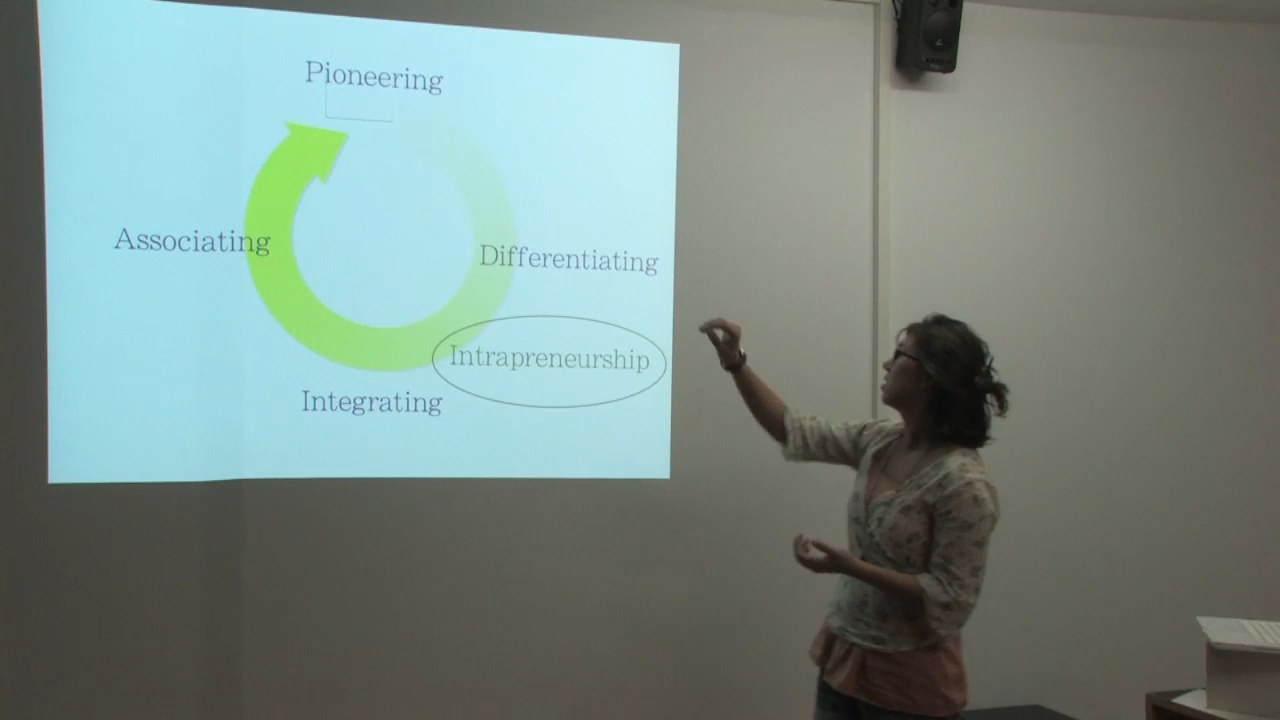 Pioneering
Associating
Differentiating
Intrapreneurship
Integrating